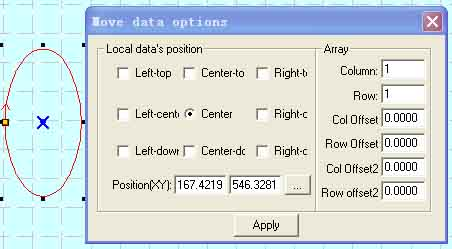 Move data options
Local data's position
Left-top Center-to Right-t
Left-cent Center Right-c
Left-down Center-do Right-c
Position(XY): 167.4219 546.3281 ...
Array
Column: 1
Row: 1
Col Offset 0.0000
Row Offset 0.0000
Col Offset2 0.0000
Row offset2 0.0000
Apply